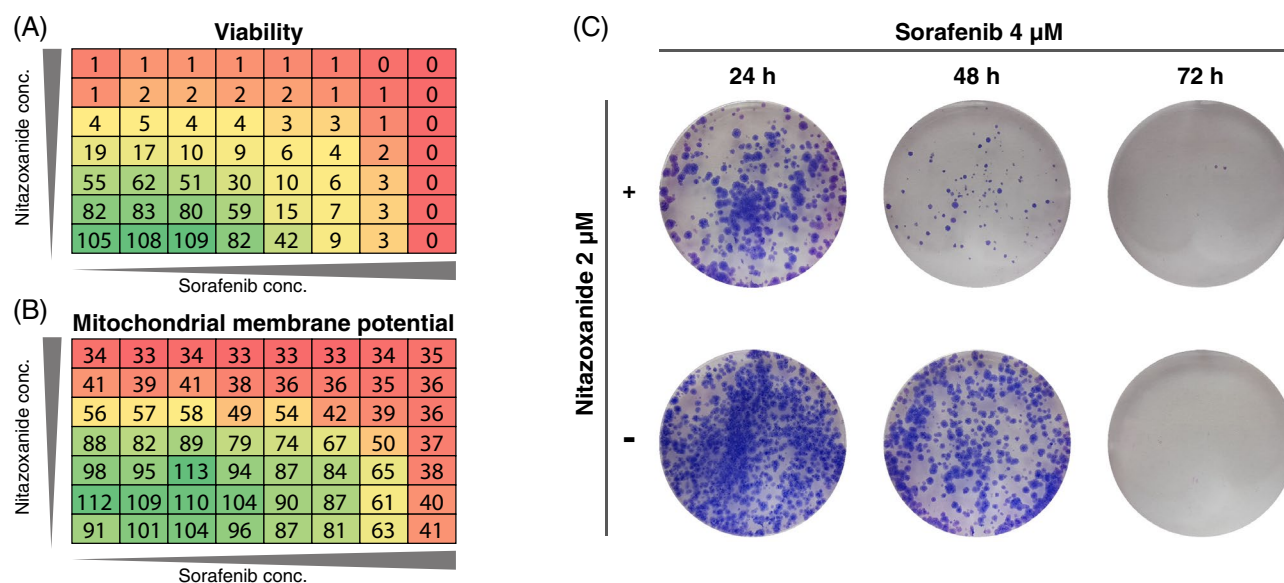 (A)
Viability
Nitazoxanide conc.
1 1 1 1 1 1 0 0
1 2 2 2 2 1 1 0
4 5 4 4 3 3 1 0
19 17 10 9 6 4 2 0
55 62 51 30 10 6 3 0
82 83 80 59 15 7 3 0
105 108 109 82 42 9 3 0
Sorafenib conc.
(B)
Mitochondrial membrane potential
Nitazoxanide conc.
34 33 34 33 33 33 34 35
41 39 41 38 36 36 35 36
56 57 58 49 54 42 39 36
88 82 89 79 74 67 50 37
98 95 113 94 87 84 65 38
112 109 110 104 90 87 61 40
91 101 104 96 87 81 63 41
Sorafenib conc.
(C)
Sorafenib 4 µM
24 h 48 h 72 h
Nitazoxanide 2 µM
+
-